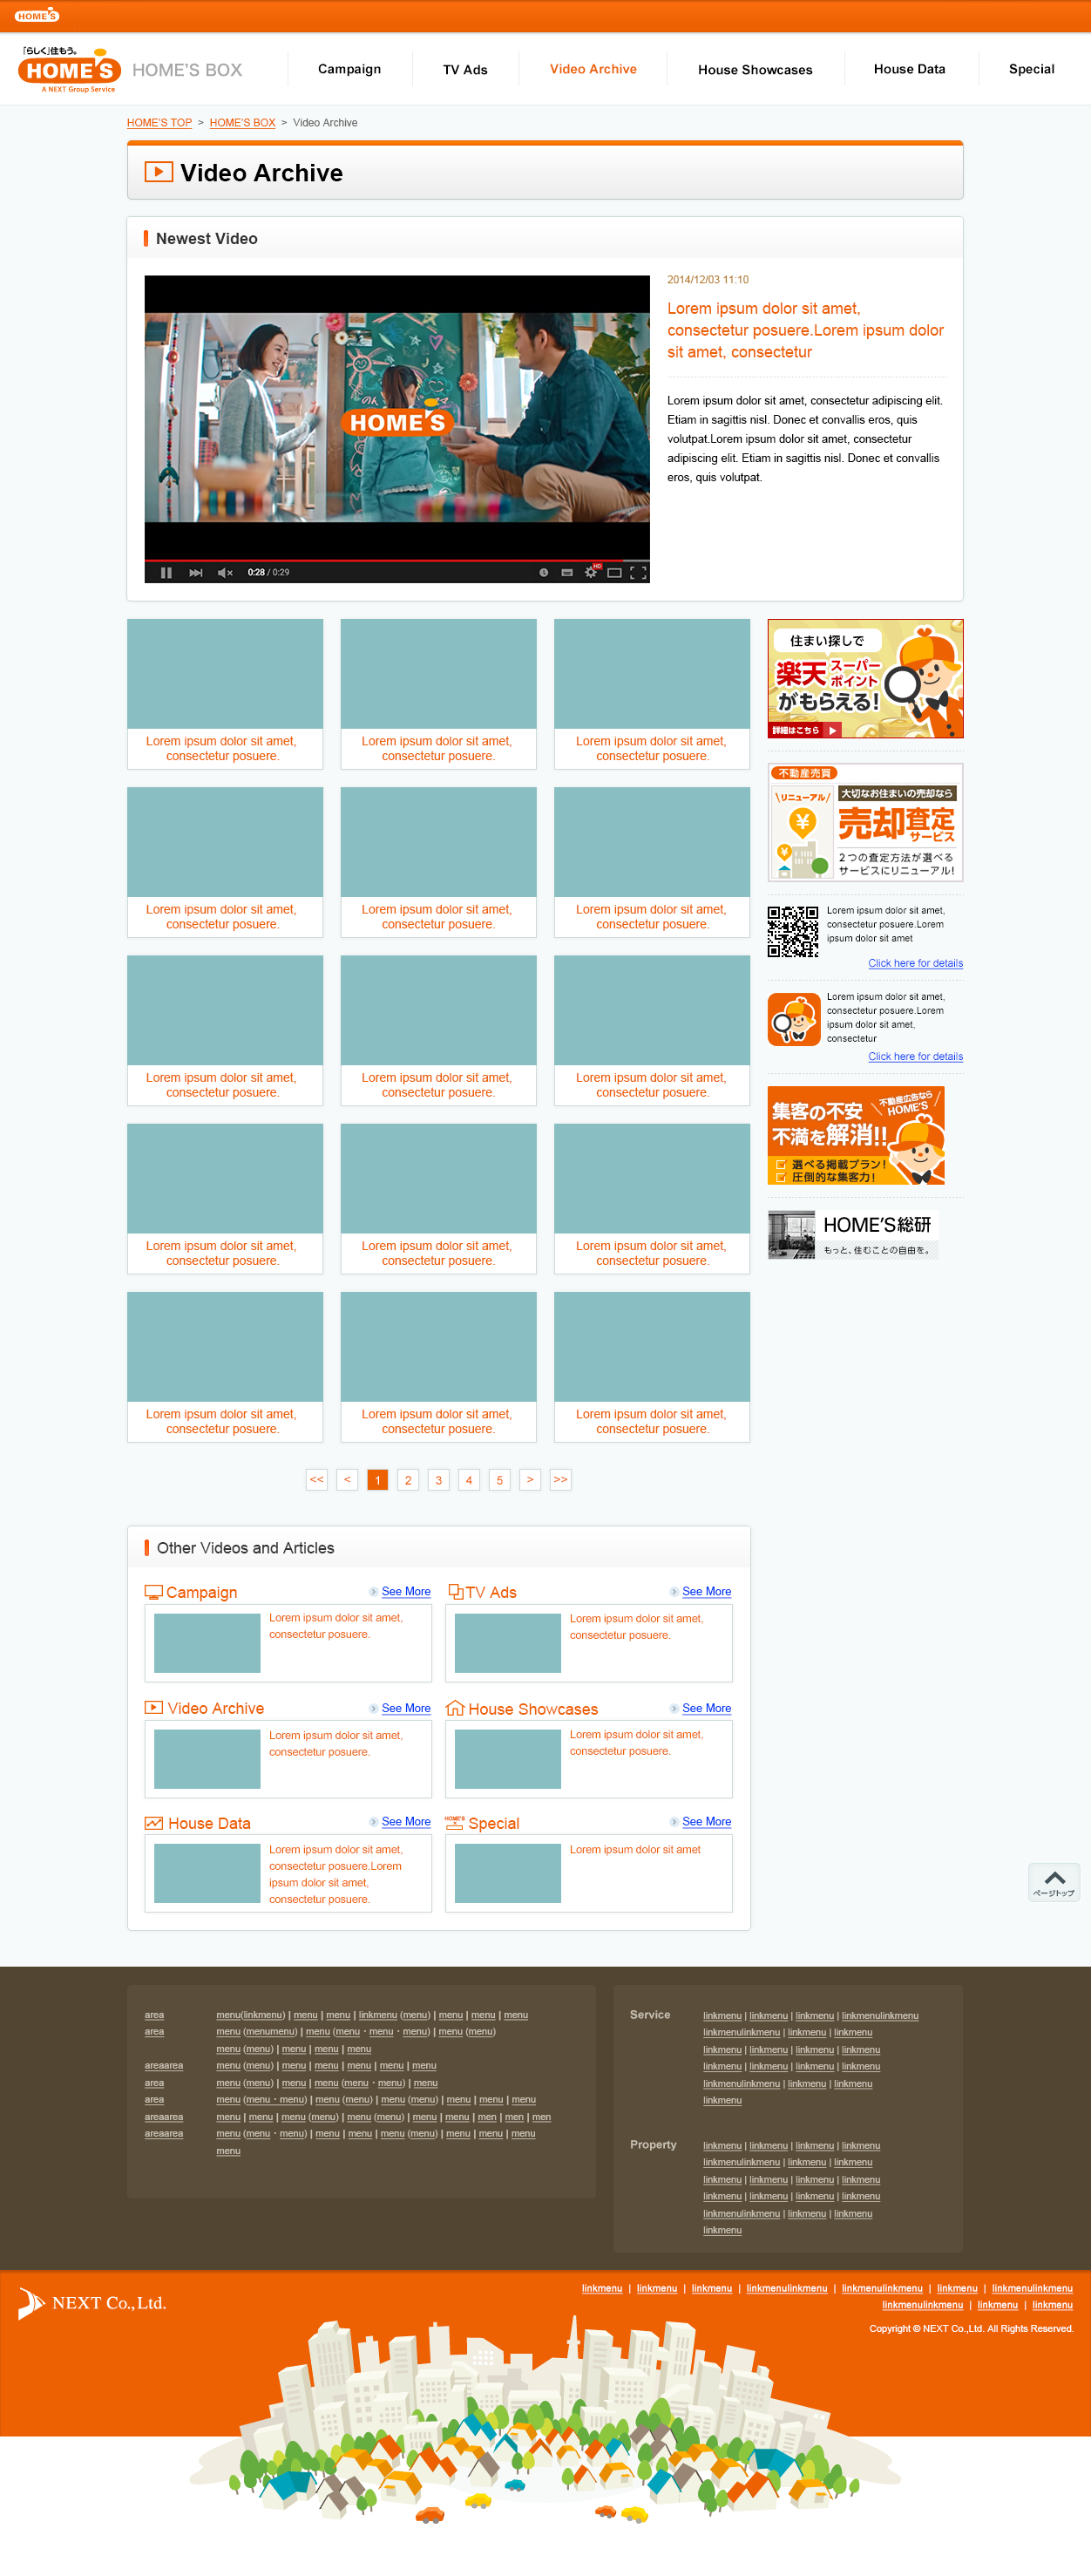 HOME'S
「らしく」住もう。
HOME'S
A NEXT Group Service
HOME'S BOX
Campaign
TV Ads
Video Archive
House Showcases
House Data
Special
HOME'S TOP > HOME'S BOX > Video Archive
Video Archive
Newest Video
HOME'S
0:28 / 0:29
HD
2014/12/03 11:10
Lorem ipsum dolor sit amet,
consectetur posuere.Lorem ipsum dolor
sit amet, consectetur
Lorem ipsum dolor sit amet, consectetur adipiscing elit.
Etiam in sagittis nisl. Donec et convallis eros, quis
volutpat.Lorem ipsum dolor sit amet, consectetur
adipiscing elit. Etiam in sagittis nisl. Donec et convallis
eros, quis volutpat.
Lorem ipsum dolor sit amet,
consectetur posuere.
Lorem ipsum dolor sit amet,
consectetur posuere.
Lorem ipsum dolor sit amet,
consectetur posuere.
Lorem ipsum dolor sit amet,
consectetur posuere.
Lorem ipsum dolor sit amet,
consectetur posuere.
Lorem ipsum dolor sit amet,
consectetur posuere.
Lorem ipsum dolor sit amet,
consectetur posuere.
Lorem ipsum dolor sit amet,
consectetur posuere.
Lorem ipsum dolor sit amet,
consectetur posuere.
Lorem ipsum dolor sit amet,
consectetur posuere.
Lorem ipsum dolor sit amet,
consectetur posuere.
Lorem ipsum dolor sit amet,
consectetur posuere.
Lorem ipsum dolor sit amet,
consectetur posuere.
Lorem ipsum dolor sit amet,
consectetur posuere.
Lorem ipsum dolor sit amet,
consectetur posuere.
<< < 1 2 3 4 5 > >>
住まい探しで
楽天スーパーポイント
がもらえる!
詳細はこちら
不動産売買
リニューアル
大切なお住まいの売却なら
売却査定
サービス
2つの査定方法が選べる
サービスにリニューアル!
Lorem ipsum dolor sit amet,
consectetur posuere.Lorem
ipsum dolor sit amet
Click here for details
Lorem ipsum dolor sit amet,
consectetur posuere.Lorem
ipsum dolor sit amet,
consectetur
Click here for details
不動産広告なら
HOME'S
集客の不安
不満を解消!!
選べる掲載プラン!
圧倒的な集客力!
HOME'S総研
もっと、住むことの自由を。
Other Videos and Articles
Campaign
See More
Lorem ipsum dolor sit amet,
consectetur posuere.
TV Ads
See More
Lorem ipsum dolor sit amet,
consectetur posuere.
Video Archive
See More
Lorem ipsum dolor sit amet,
consectetur posuere.
House Showcases
See More
Lorem ipsum dolor sit amet,
consectetur posuere.
House Data
See More
Lorem ipsum dolor sit amet,
consectetur posuere.Lorem
ipsum dolor sit amet,
consectetur posuere.
HOME'S
Special
See More
Lorem ipsum dolor sit amet
ページトップ
area menu(linkmenu) | menu | menu | linkmenu (menu) | menu | menu | menu
area menu (menumenu) | menu (menu・menu・menu) | menu (menu)
menu (menu) | menu | menu | menu
areaarea menu (menu) | menu | menu | menu | menu | menu
area menu (menu) | menu | menu (menu・menu) | menu
area menu (menu・menu) | menu (menu) | menu (menu) | menu | menu | menu
areaarea menu | menu | menu (menu) | menu (menu) | menu | menu | men | men | men
areaarea menu (menu・menu) | menu | menu | menu (menu) | menu | menu | menu
menu
Service
linkmenu | linkmenu | linkmenu | linkmenulinkmenu
linkmenulinkmenu | linkmenu | linkmenu
linkmenu | linkmenu | linkmenu | linkmenu
linkmenu | linkmenu | linkmenu | linkmenu
linkmenulinkmenu | linkmenu | linkmenu
linkmenu
Property
linkmenu | linkmenu | linkmenu | linkmenu
linkmenulinkmenu | linkmenu | linkmenu
linkmenu | linkmenu | linkmenu | linkmenu
linkmenu | linkmenu | linkmenu | linkmenu
linkmenulinkmenu | linkmenu | linkmenu
linkmenu
NEXT Co., Ltd.
linkmenu | linkmenu | linkmenu | linkmenulinkmenu | linkmenulinkmenu | linkmenu | linkmenulinkmenu
linkmenulinkmenu | linkmenu | linkmenu
Copyright © NEXT Co.,Ltd. All Rights Reserved.